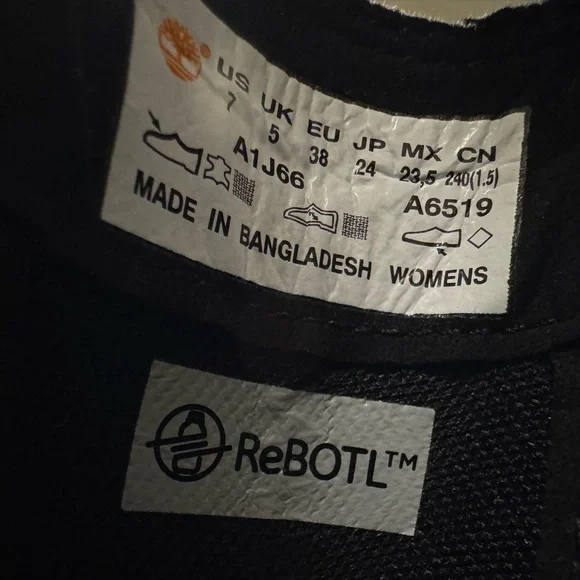 US UK EU JP MX CN
7 5 38 24 23,5 240(1.5)
A1J66 A6519
MADE IN BANGLADESH WOMENS
ReBOTL™